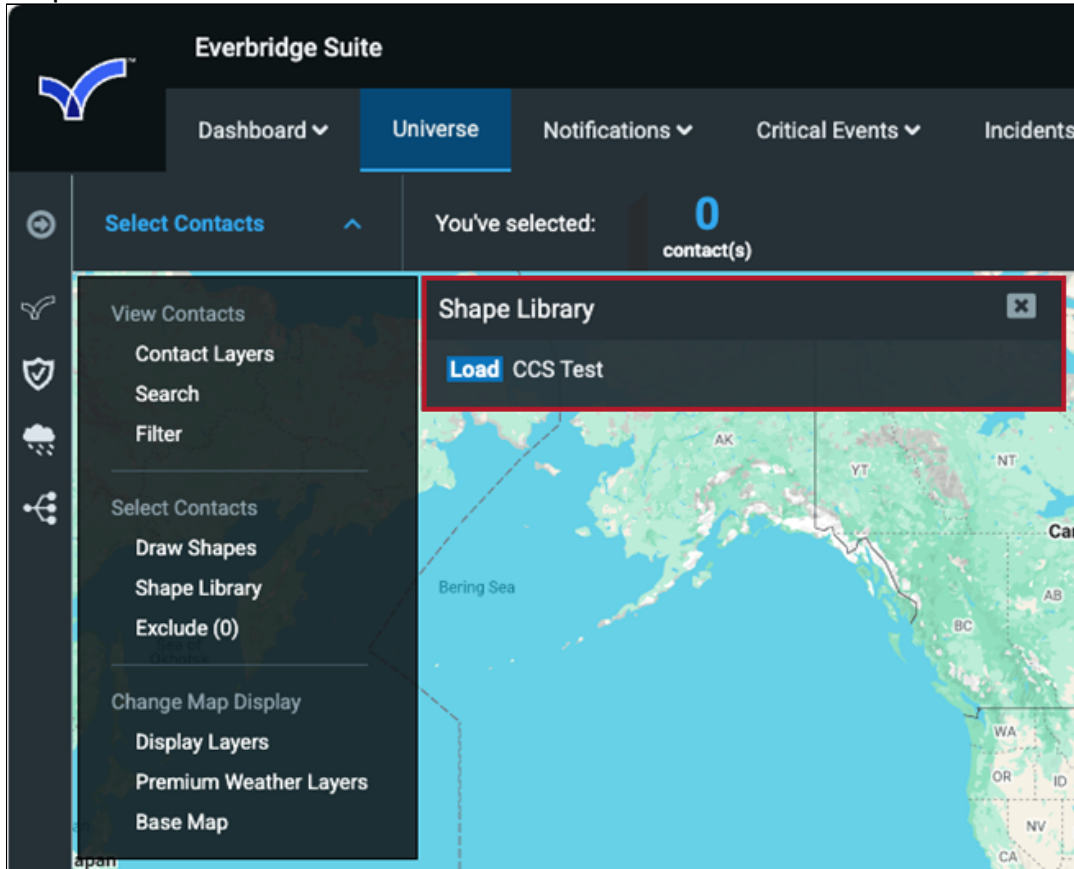 Everbridge Suite
Dashboard
Universe
Notifications
Critical Events
Incidents
Select Contacts
You've selected:
0
contact(s)
View Contacts
Contact Layers
Search
Filter
Select Contacts
Draw Shapes
Shape Library
Exclude (0)
Change Map Display
Display Layers
Premium Weather Layers
Base Map
Shape Library
Load CCS Test
AK
YT
NT
Bering Sea
AB
BC
WA
OR
ID
NV
CA
apan